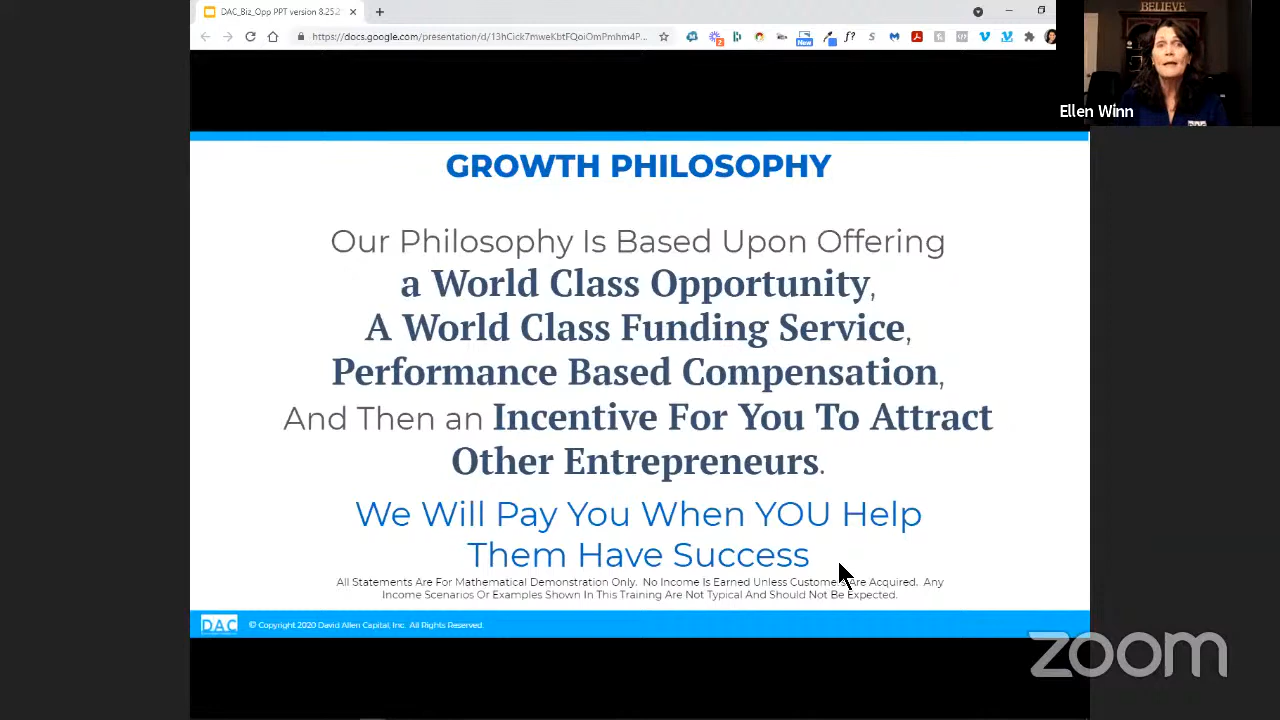 DAC_Biz_Opp PPT version 8.25.2
https://docs.google.com/presentation/d/13hCick7mweKbtFQoiOmPmhm4P...
New
BELIEVE
Ellen Winn
GROWTH PHILOSOPHY
Our Philosophy Is Based Upon Offering
a World Class Opportunity,
A World Class Funding Service,
Performance Based Compensation,
And Then an Incentive For You To Attract
Other Entrepreneurs.
We Will Pay You When YOU Help
Them Have Success
All Statements Are For Mathematical Demonstration Only. No Income Is Earned Unless Customers Are Acquired. Any
Income Scenarios Or Examples Shown In This Training Are Not Typical And Should Not Be Expected.
DAC © Copyright 2020 David Allen Capital, Inc. All Rights Reserved.
zoom